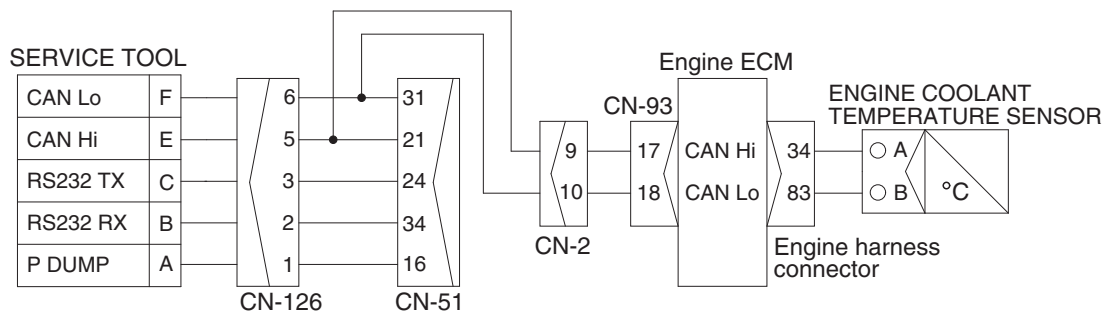 SERVICE TOOL
CAN Lo F 6 31
CAN Hi E 5 21
RS232 TX C 3 24
RS232 RX B 2 34
P DUMP A 1 16
CN-126 CN-51
Engine ECM
CN-93
ENGINE COOLANT
TEMPERATURE SENSOR
9 17 CAN Hi 34 A
10 18 CAN Lo 83 B °C
CN-2
Engine harness
connector